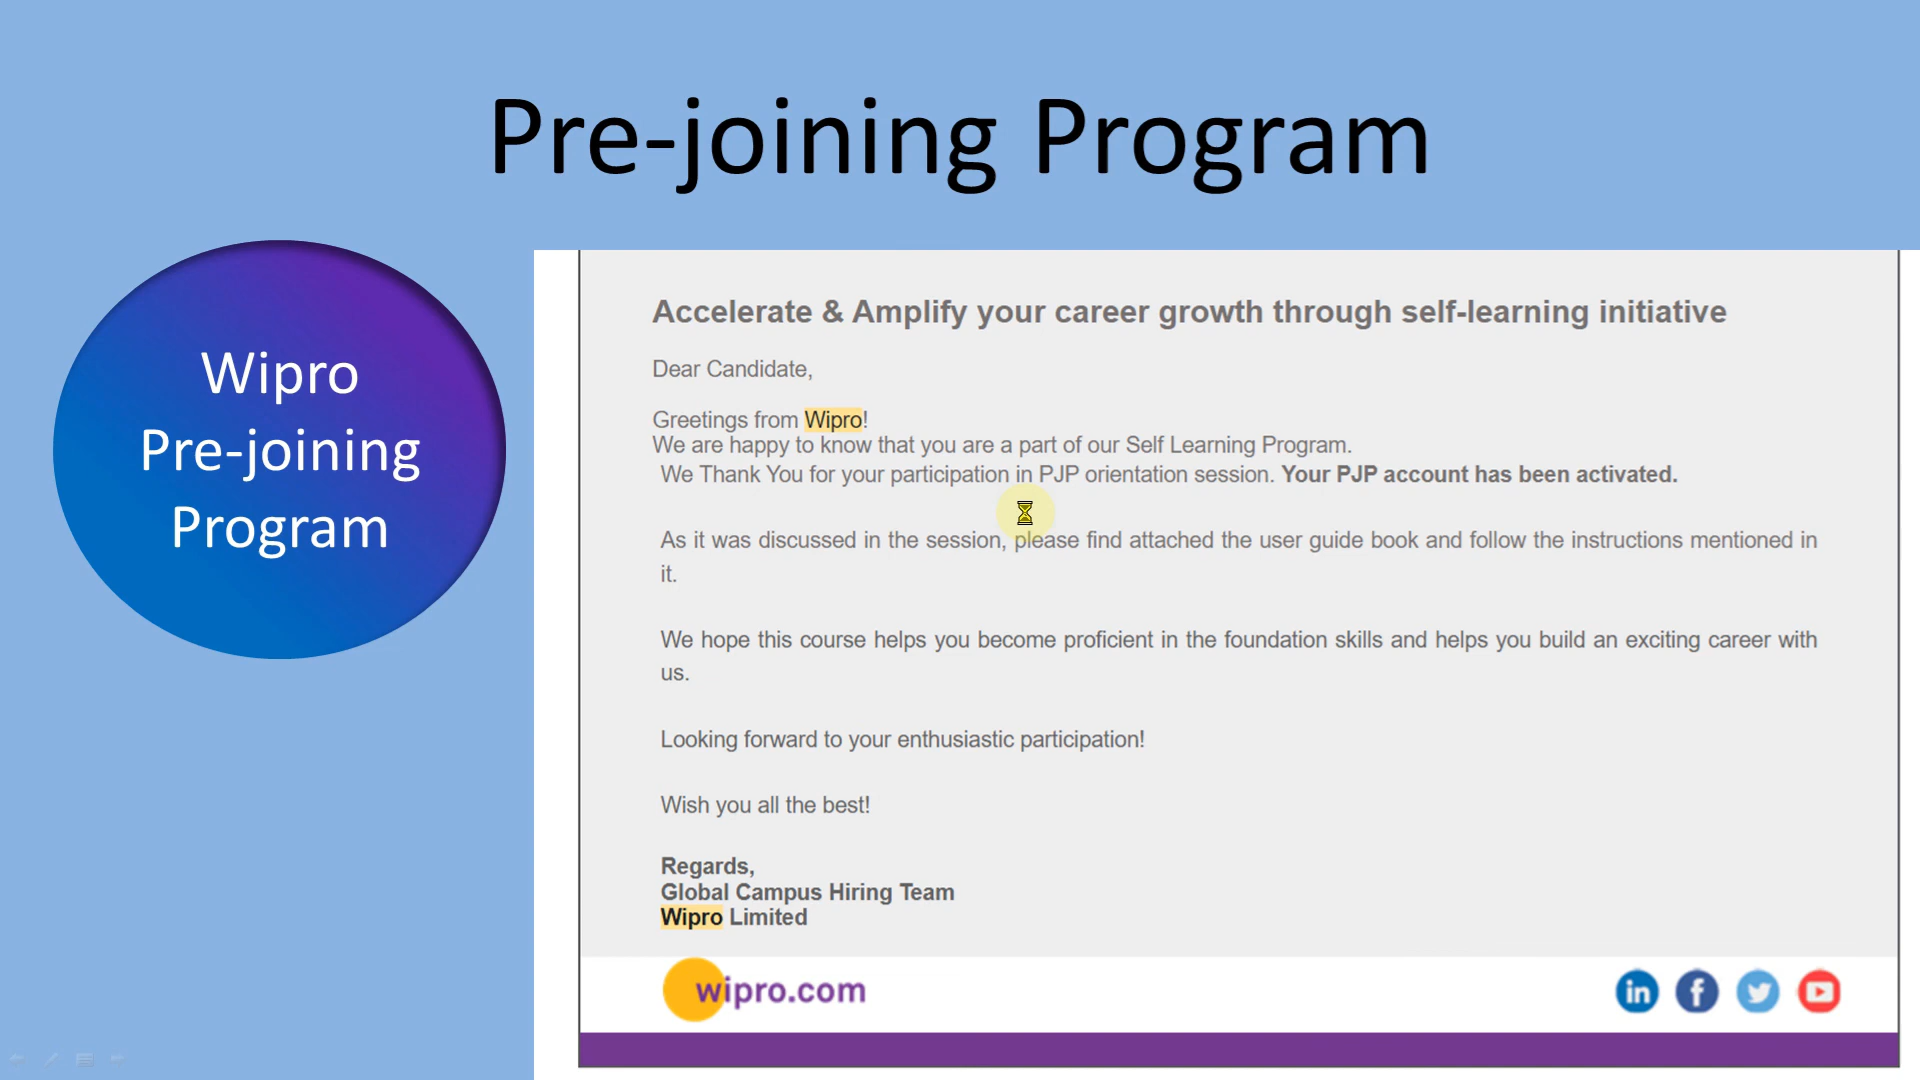 Pre-joining Program
Wipro
Pre-joining
Program
Accelerate & Amplify your career growth through self-learning initiative
Dear Candidate,
Greetings from Wipro!
We are happy to know that you are a part of our Self Learning Program.
We Thank You for your participation in PJP orientation session. Your PJP account has been activated.
As it was discussed in the session, please find attached the user guide book and follow the instructions mentioned in
it.
We hope this course helps you become proficient in the foundation skills and helps you build an exciting career with
us.
Looking forward to your enthusiastic participation!
Wish you all the best!
Regards,
Global Campus Hiring Team
Wipro Limited
wipro.com